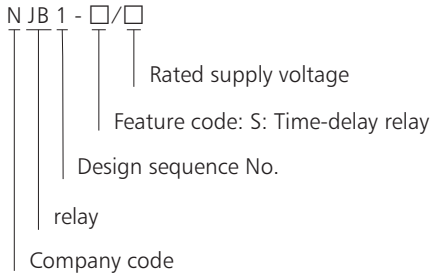 N JB 1 - □/□
Rated supply voltage
Feature code: S: Time-delay relay
Design sequence No.
relay
Company code